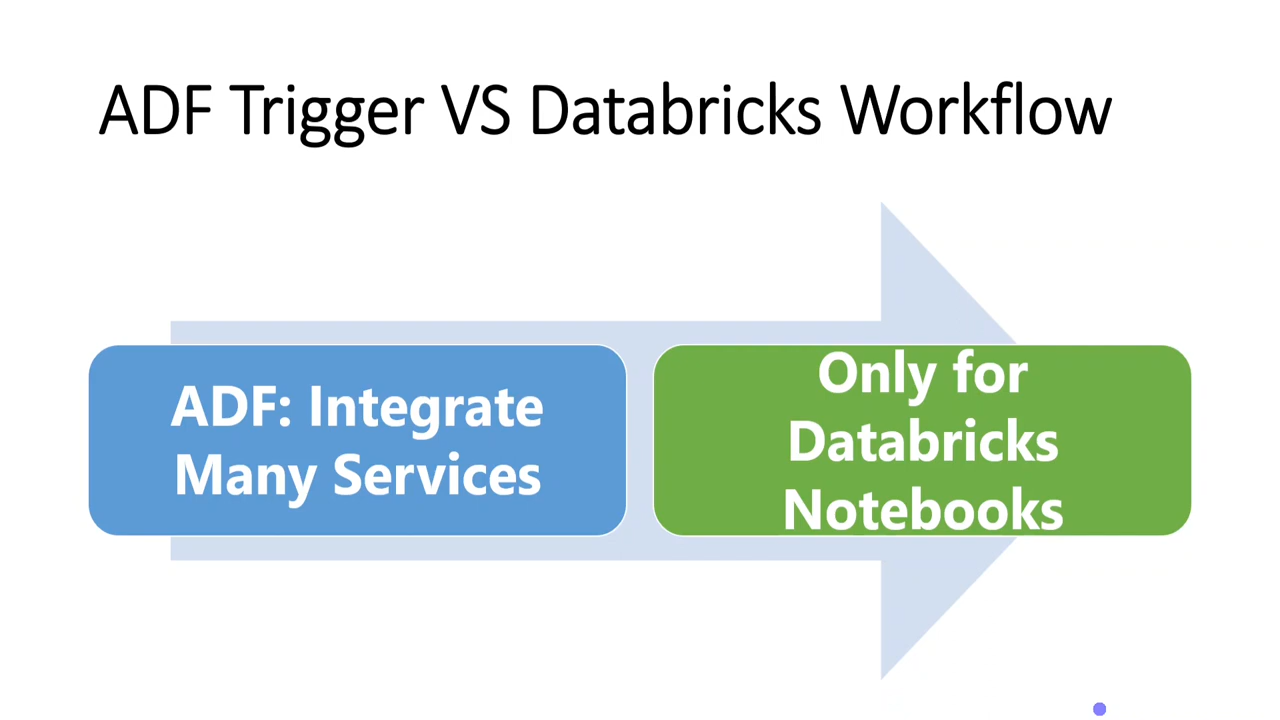 ADF Trigger VS Databricks Workflow
ADF: Integrate
Many Services
Only for
Databricks
Notebooks